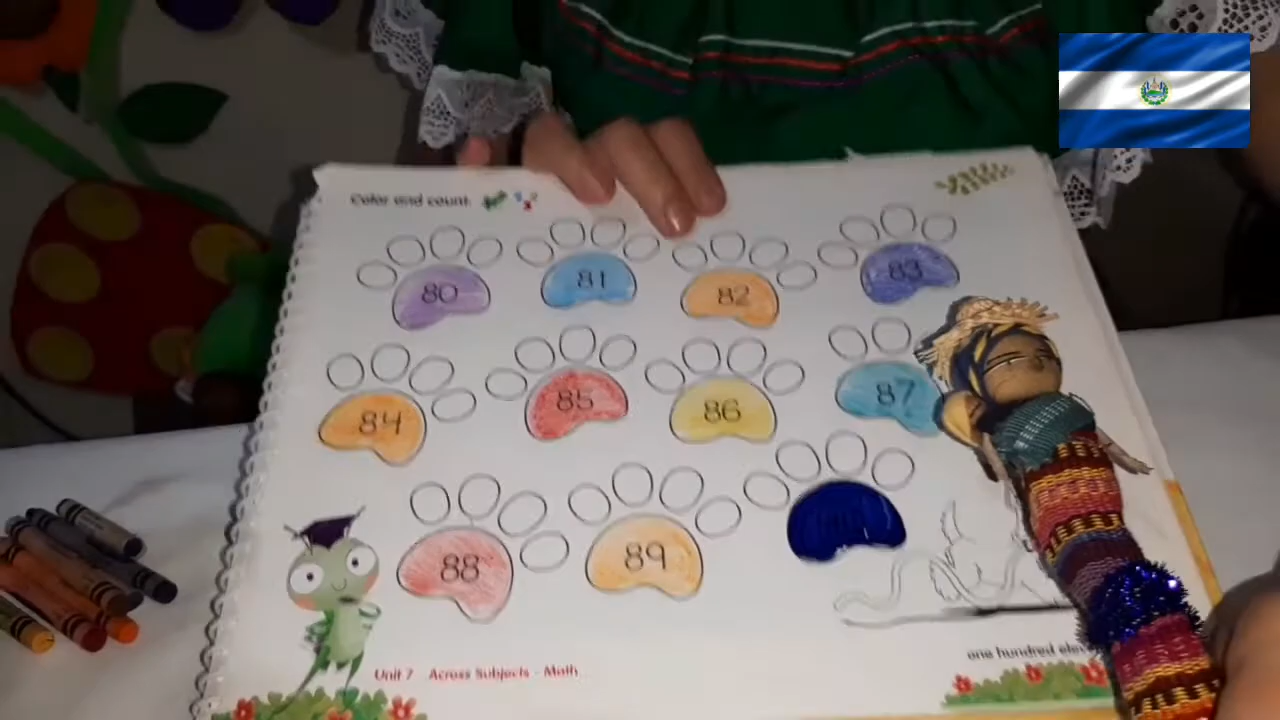 Color and count.
80 81 82 83
84 85 86 87
88 89
Unit 7 Across Subjects - Math
one hundred